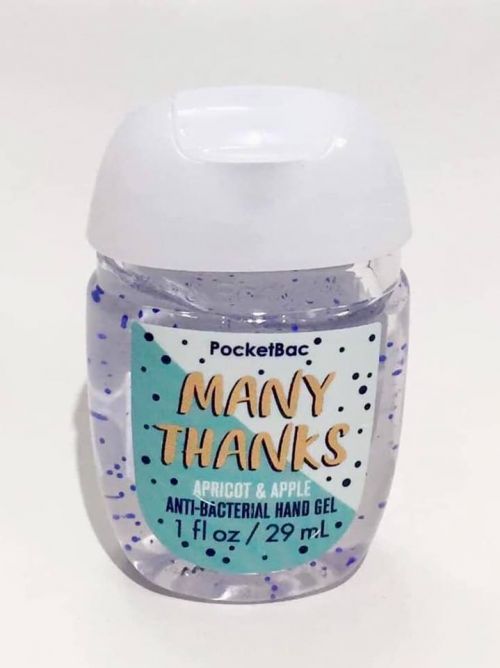 PocketBac
MANY
THANKS
APRICOT & APPLE
ANTI-BACTERIAL HAND GEL
1 fl oz / 29 mL